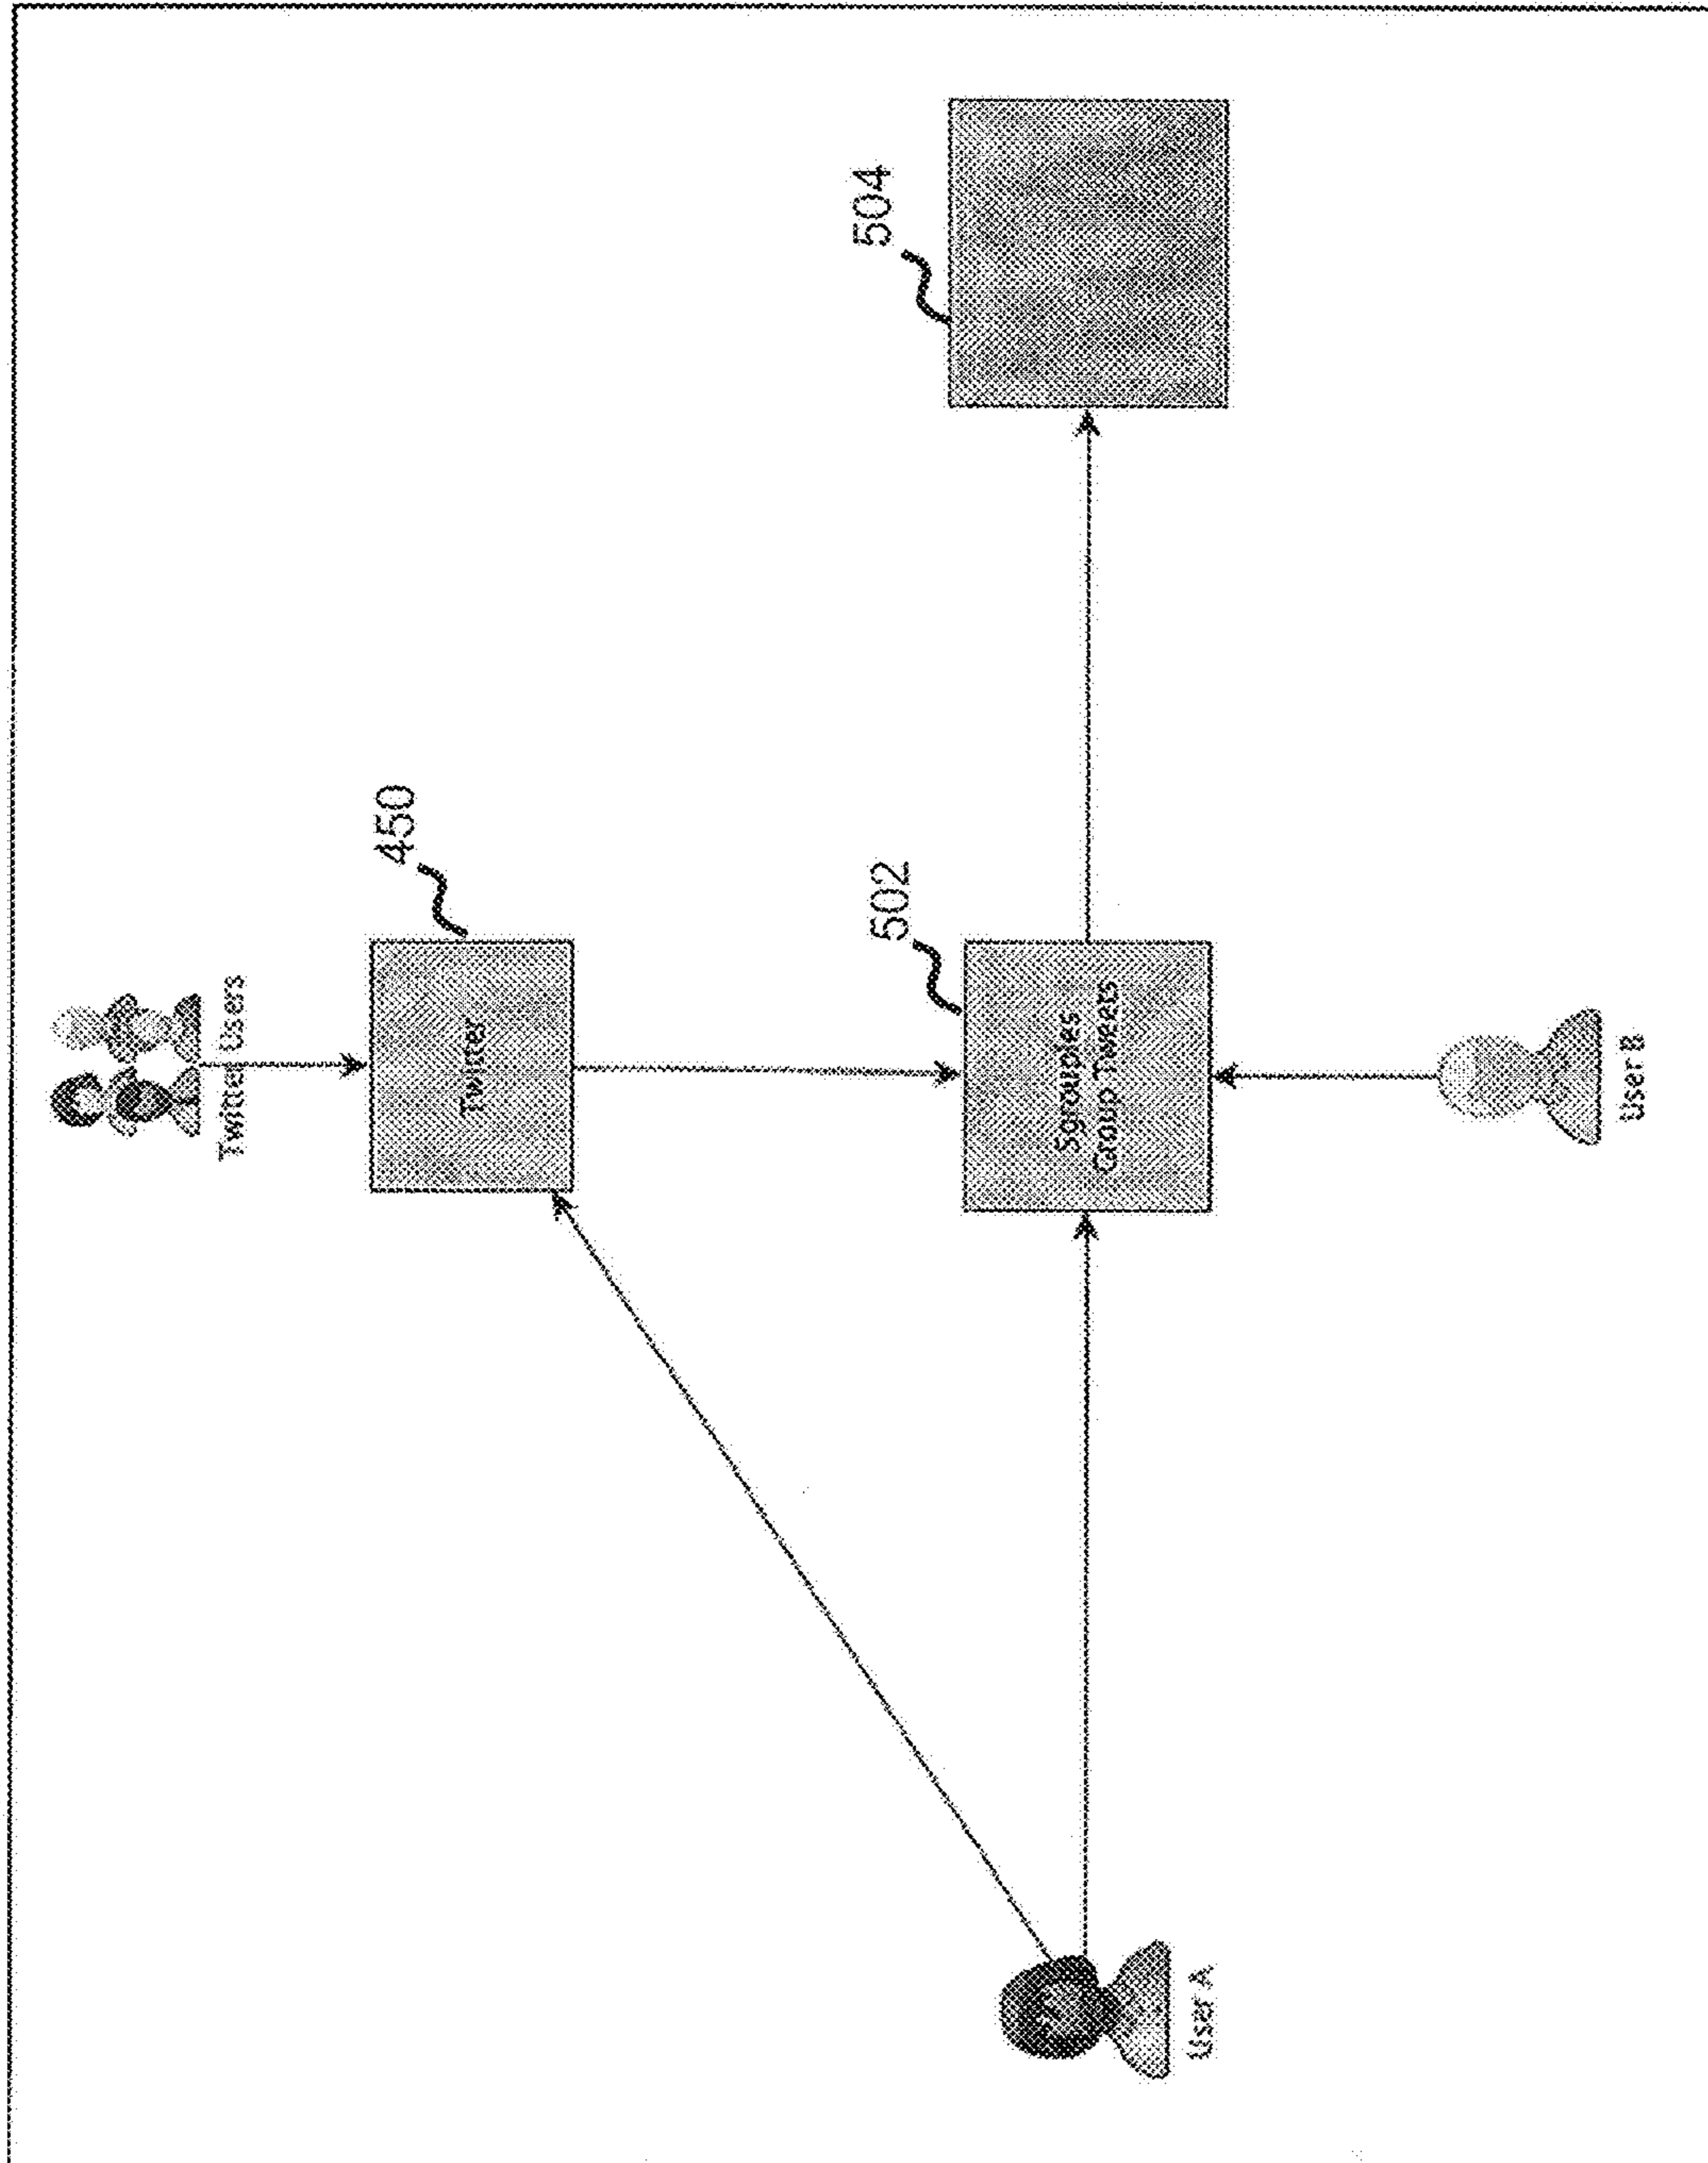 Twitter Users
450
Twitter
504
502
Sgrouples
Group Tweets
User A
User B